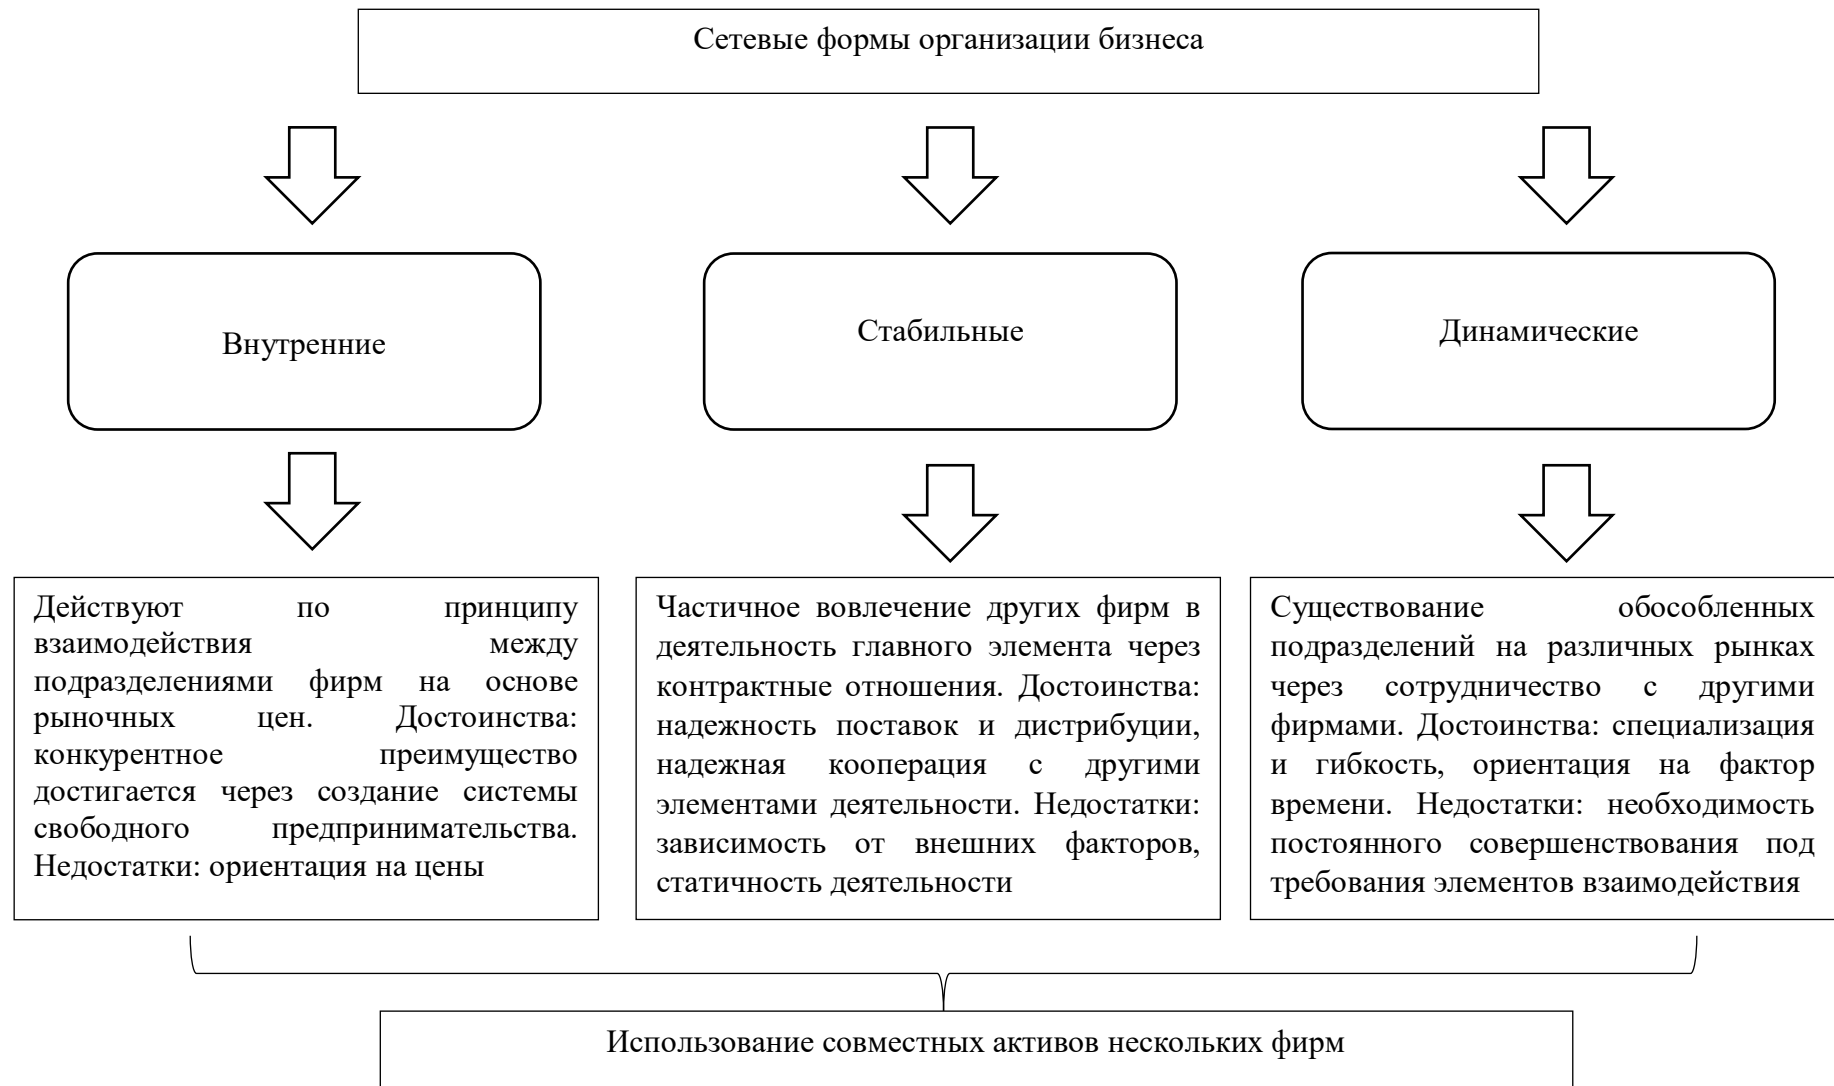 Сетевые формы организации бизнеса
Внутренние
Стабильные
Динамические
Действуют по принципу
взаимодействия между
подразделениями фирм на основе
рыночных цен. Достоинства:
конкурентное преимущество
достигается через создание системы
свободного предпринимательства.
Недостатки: ориентация на цены
Частичное вовлечение других фирм в
деятельность главного элемента через
контрактные отношения. Достоинства:
надежность поставок и дистрибуции,
надежная кооперация с другими
элементами деятельности. Недостатки:
зависимость от внешних факторов,
статичность деятельности
Существование обособленных
подразделений на различных рынках
через сотрудничество с другими
фирмами. Достоинства: специализация
и гибкость, ориентация на фактор
времени. Недостатки: необходимость
постоянного совершенствования под
требования элементов взаимодействия
Использование совместных активов нескольких фирм